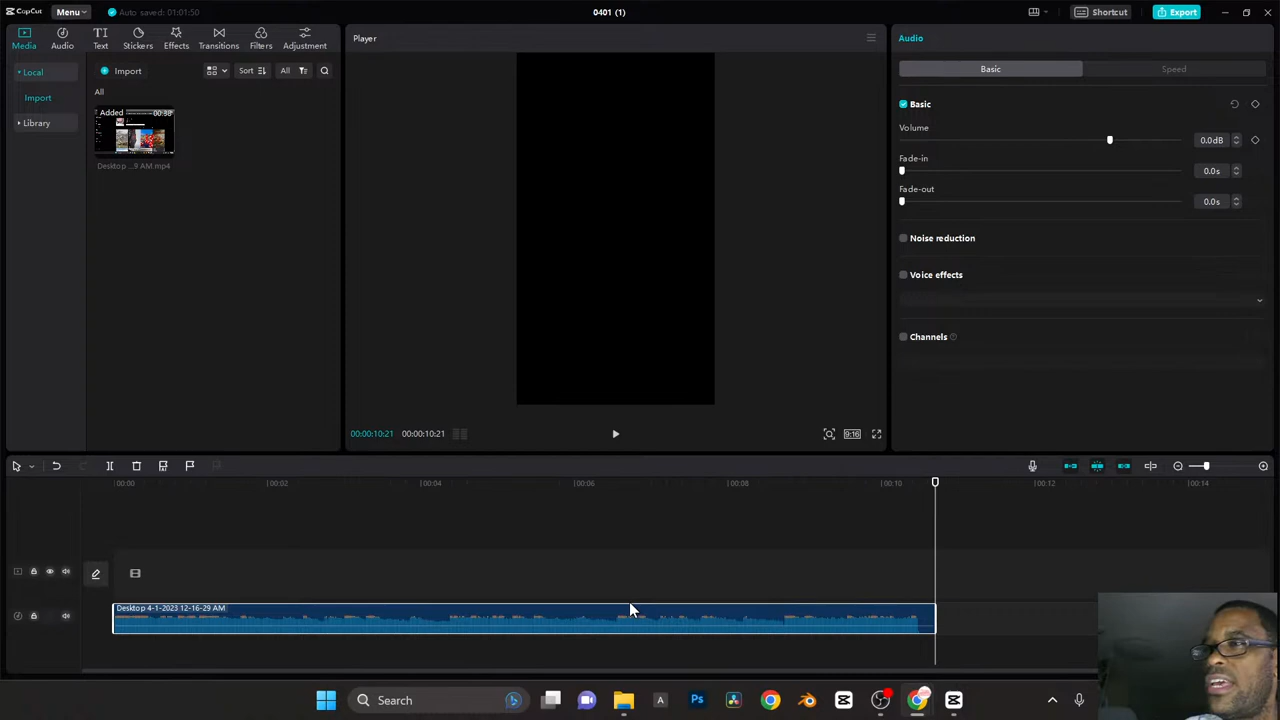 CapCut
Menu
Auto saved: 01:01:50
0401 (1)
Shortcut
Export
Media
Audio
Text
Stickers
Effects
Transitions
Filters
Adjustment
Local
Import
Library
Import
Sort
All
All
Added
00:38
Desktop ...9 AM.mp4
Player
00:00:10:21
00:00:10:21
9:16
Audio
Basic
Speed
Basic
Volume
0.0dB
Fade-in
0.0s
Fade-out
0.0s
Noise reduction
Voice effects
Channels
00:00
00:02
00:04
00:06
00:08
00:10
00:12
00:14
Desktop 4-1-2023 12-16-29 AM
Search
A
Ps